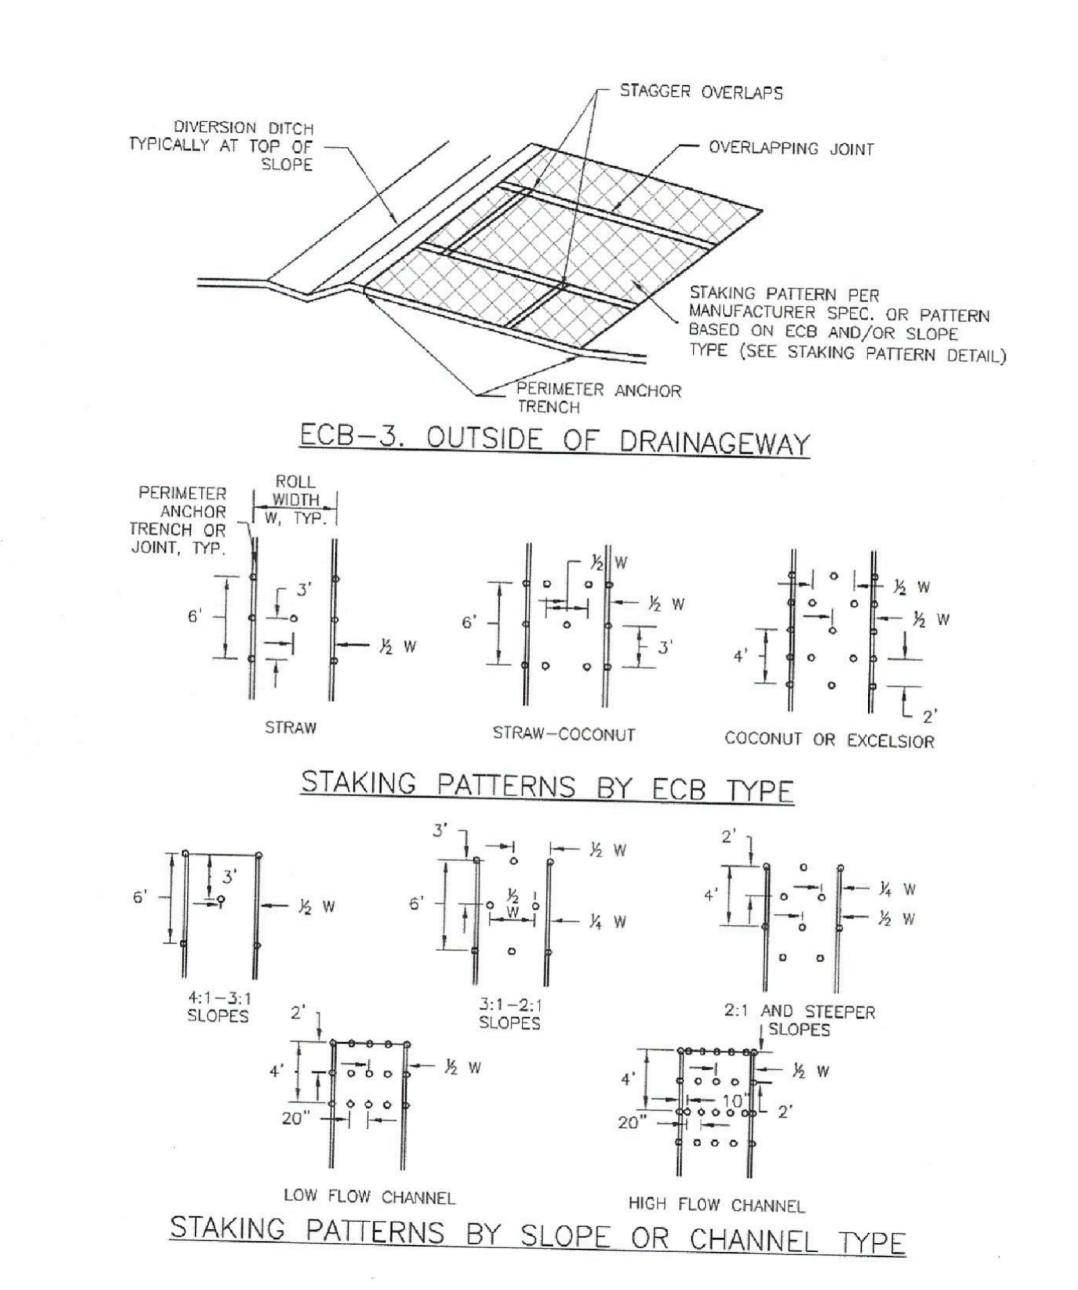 STAGGER OVERLAPS
DIVERSION DITCH
TYPICALLY AT TOP OF
SLOPE
OVERLAPPING JOINT
STAKING PATTERN PER
MANUFACTURER SPEC. OR PATTERN
BASED ON ECB AND/OR SLOPE
TYPE (SEE STAKING PATTERN DETAIL)
PERIMETER ANCHOR
TRENCH
ECB-3. OUTSIDE OF DRAINAGEWAY
PERIMETER
ANCHOR
TRENCH OR
JOINT, TYP.
ROLL
WIDTH
W, TYP.
3'
6'
½ W
STRAW
½ W
½ W
6'
3'
STRAW-COCONUT
½ W
½ W
4'
2'
COCONUT OR EXCELSIOR
STAKING PATTERNS BY ECB TYPE
6'
3'
½ W
4:1-3:1
SLOPES
3'
½ W
6'
½
W
¼ W
3:1-2:1
SLOPES
2'
4'
¼ W
½ W
2:1 AND STEEPER
SLOPES
2'
4'
½ W
20"
LOW FLOW CHANNEL
4'
½ W
10"
2'
20"
HIGH FLOW CHANNEL
STAKING PATTERNS BY SLOPE OR CHANNEL TYPE